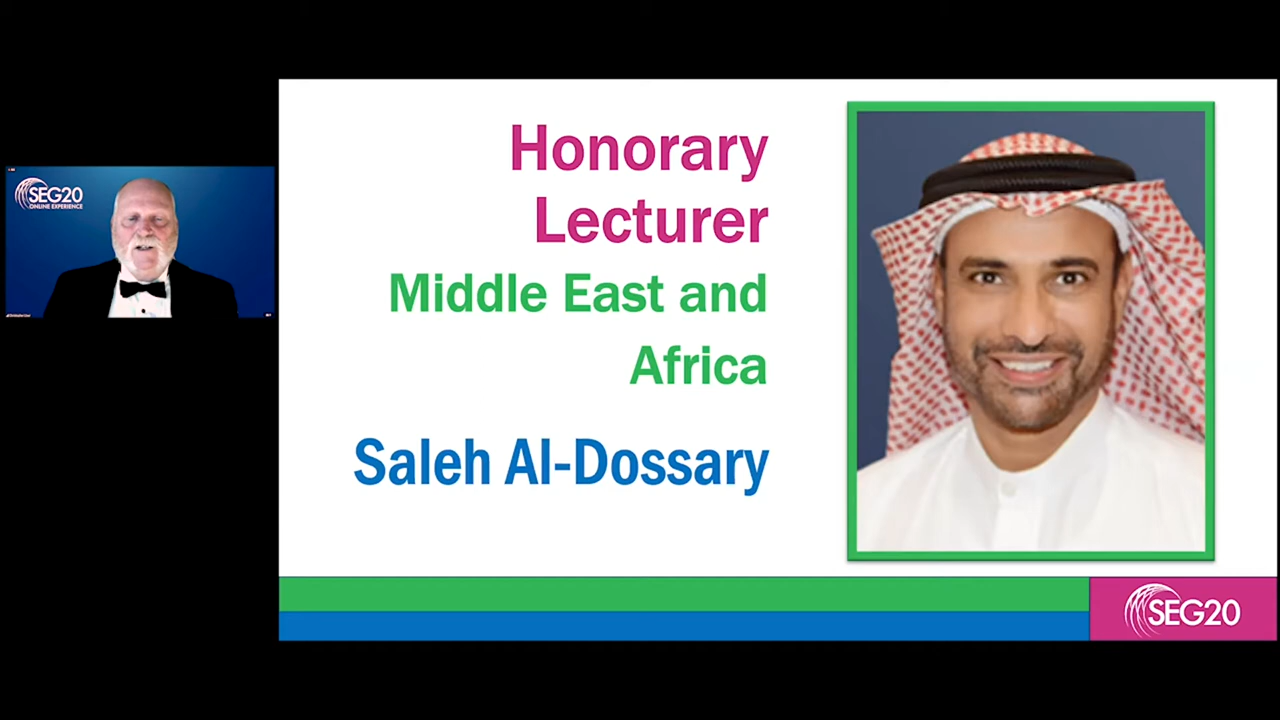 SEG20
ONLINE EXPERIENCE
Honorary
Lecturer
Middle East and
Africa
Saleh Al-Dossary
SEG20